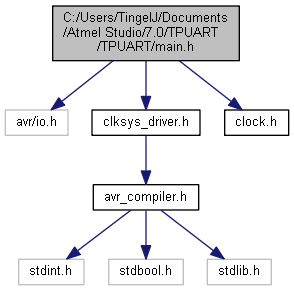 C:/Users/TingelJ/Documents
/Atmel Studio/7.0/TPUART
/TPUART/main.h
avr/io.h
clksys_driver.h
clock.h
avr_compiler.h
stdint.h
stdbool.h
stdlib.h